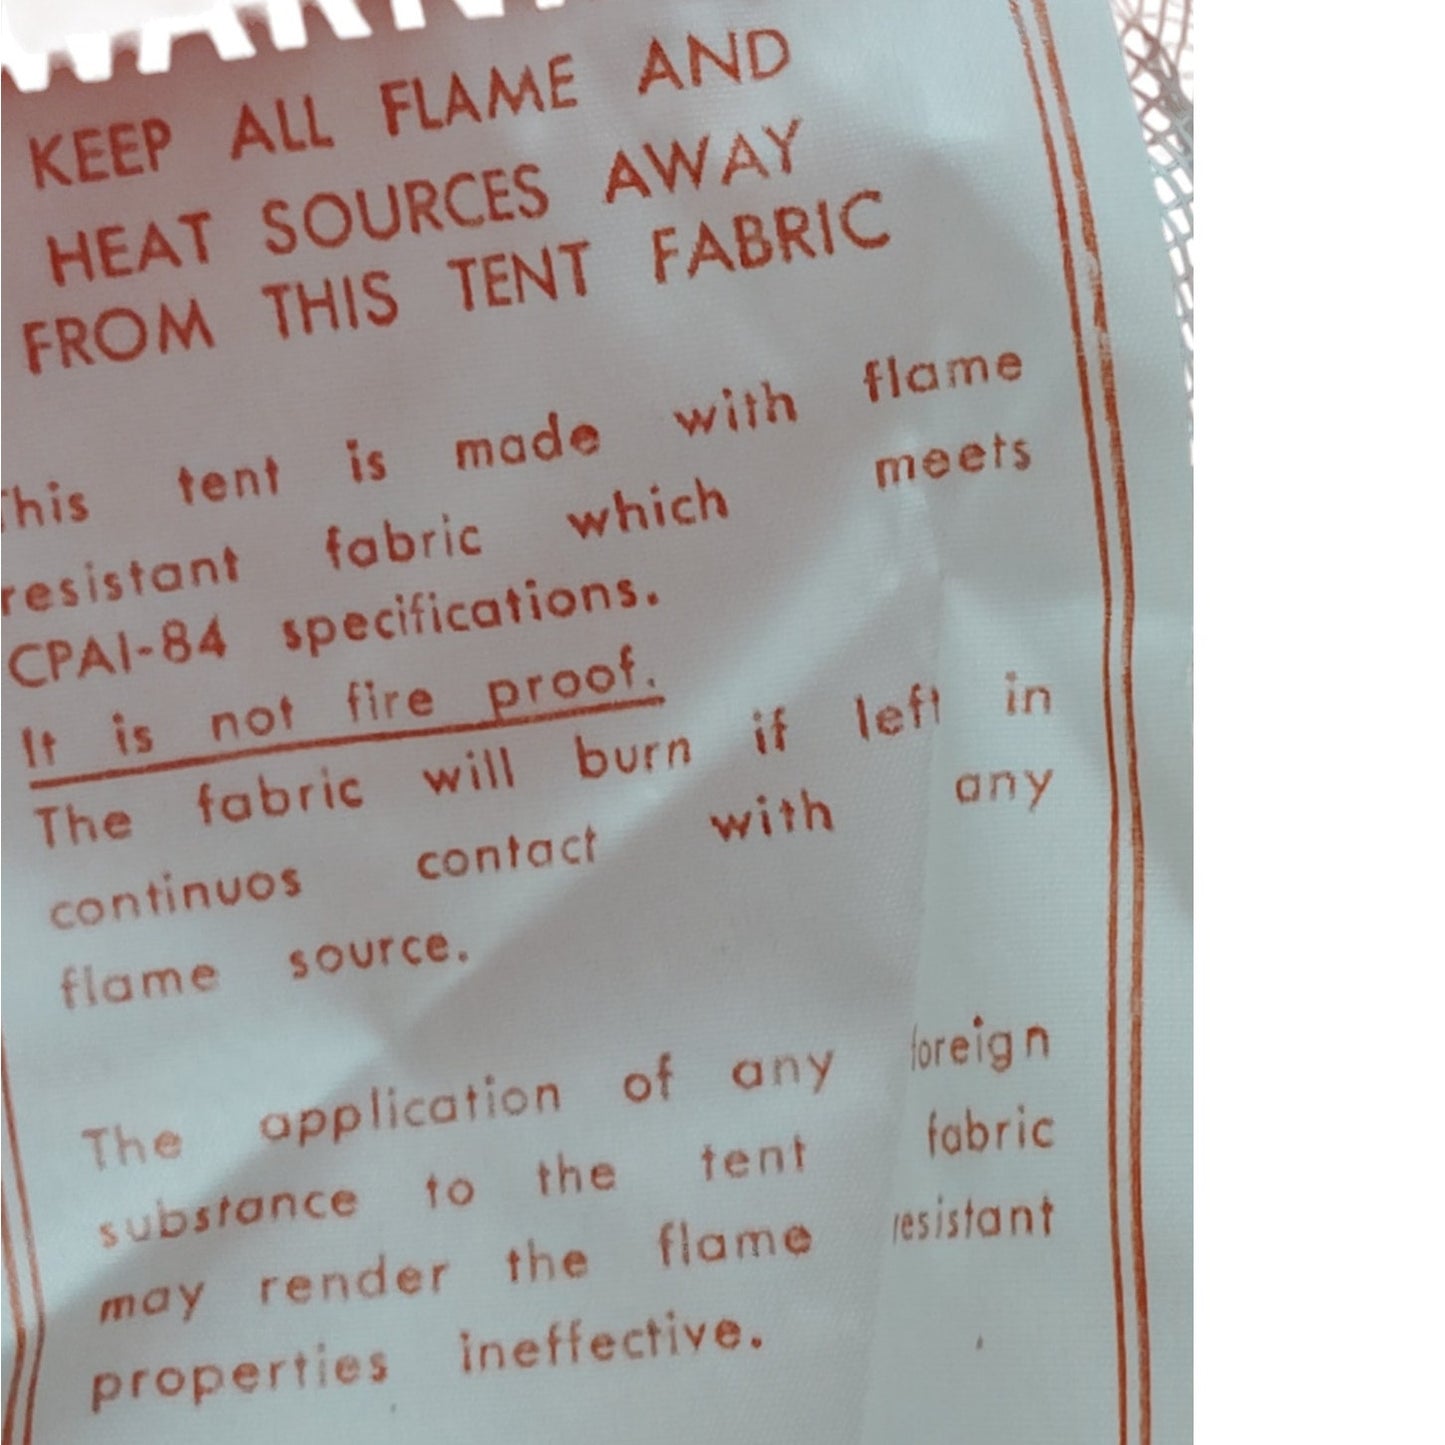 WARN
KEEP ALL FLAME AND
HEAT SOURCES AWAY
FROM THIS TENT FABRIC
This tent is made with flame
resistant fabric which meets
CPAI-84 specifications.
It is not fire proof.
The fabric will burn if left in
continuos contact with any
flame source.
The application of any foreign
substance to the tent fabric
may render the flame resistant
properties ineffective.